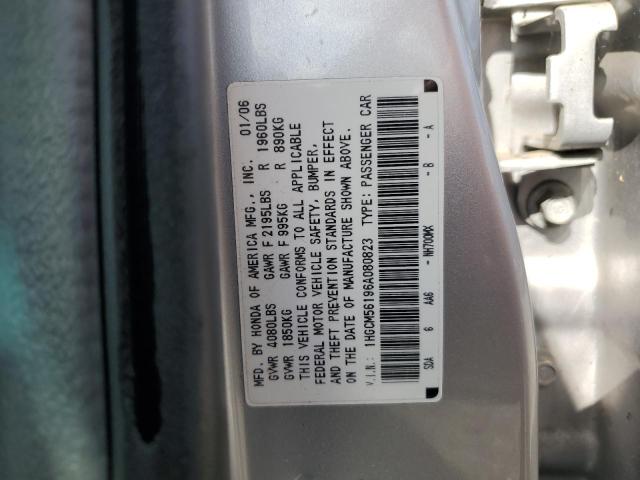 MFD. BY HONDA OF AMERICA MFG., INC. 01/06
GVWR 4080LBS GAWR F 2195LBS R 1960LBS
GVWR 1850KG GAWR F 995KG R 890KG
THIS VEHICLE CONFORMS TO ALL APPLICABLE
FEDERAL MOTOR VEHICLE SAFETY, BUMPER,
AND THEFT PREVENTION STANDARDS IN EFFECT
ON THE DATE OF MANUFACTURE SHOWN ABOVE.
V.I.N.: 1HGCM56196A080823 TYPE: PASSENGER CAR
SDA 6 AA6 - NH700MX - B - A